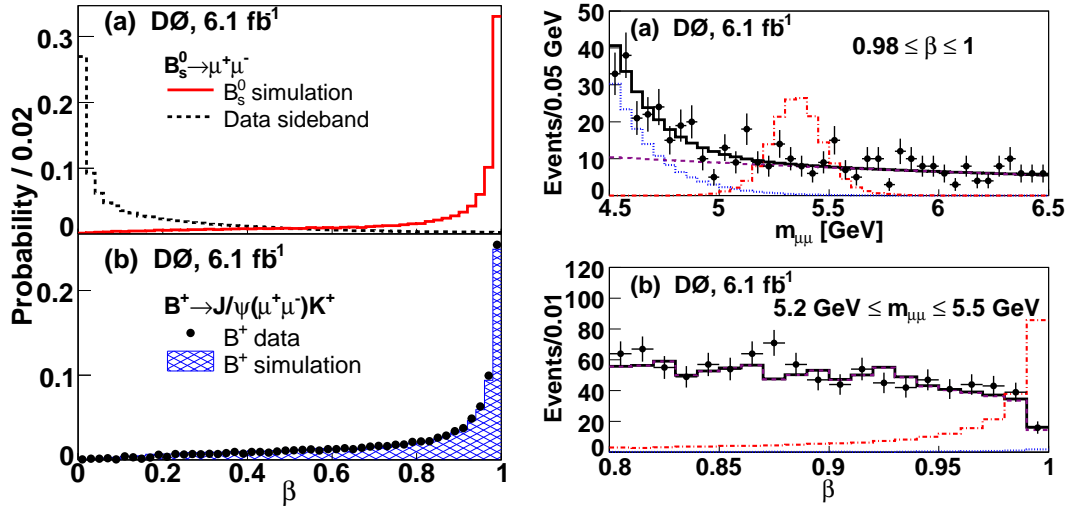 (a) DØ, 6.1 fb⁻¹
B⁰ₛ→μ⁺μ⁻
B⁰ₛ simulation
Data sideband
0.3
0.2
0.1
0
Probability / 0.02
(b) DØ, 6.1 fb⁻¹
B⁺→J/ψ(μ⁺μ⁻)K⁺
B⁺ data
B⁺ simulation
0.2
0.1
0
0 0.2 0.4 0.6 0.8 1
β
(a) DØ, 6.1 fb⁻¹
0.98 ≤ β ≤ 1
Events/0.05 GeV
50
40
30
20
10
0
4.5 5 5.5 6 6.5
mμμ [GeV]
(b) DØ, 6.1 fb⁻¹
5.2 GeV ≤ mμμ ≤ 5.5 GeV
Events/0.01
120
100
80
60
40
20
0
0.8 0.85 0.9 0.95 1
β